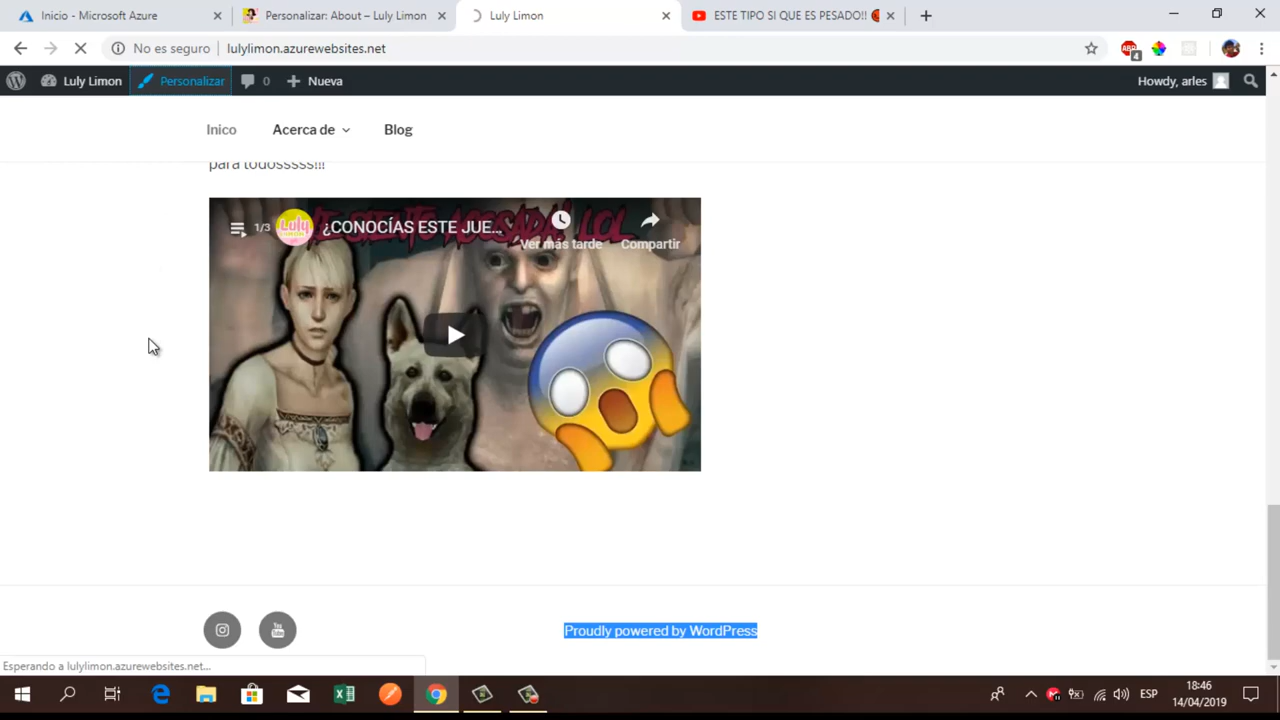 Inicio - Microsoft Azure
Personalizar: About – Luly Limon
Luly Limon
ESTE TIPO SI QUE ES PESADO!!
No es seguro
lulylimon.azurewebsites.net
ABP
4
Luly Limon
Personalizar
0
Nueva
Howdy, arles
Inico
Acerca de
Blog
para todosssss!!!
1/3
Luly
¿CONOCÍAS ESTE JUE...
Ver más tarde
Compartir
Proudly powered by WordPress
Esperando a lulylimon.azurewebsites.net...
ESP
18:46
14/04/2019